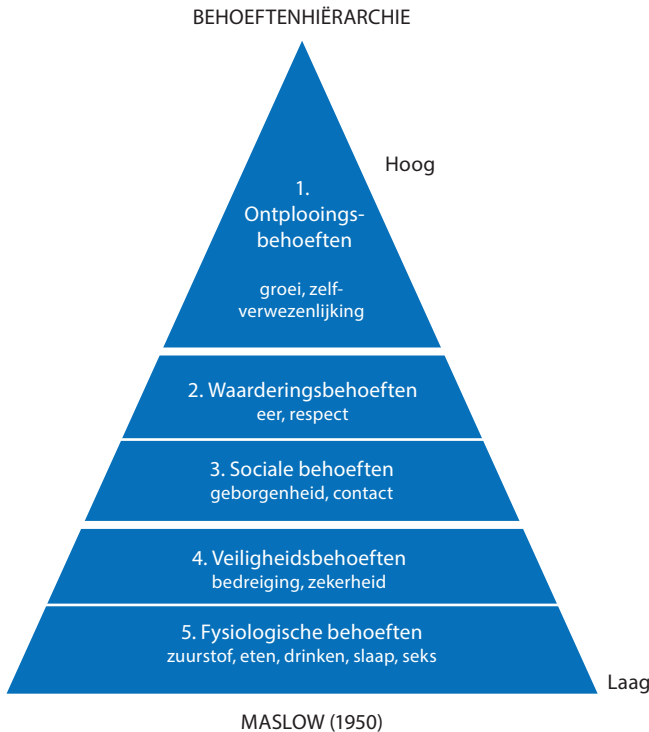 BEHOEFTENHIËRARCHIE
Hoog
1.
Ontplooings-
behoeften
groei, zelf-
verwezenlijking
2. Waarderingsbehoeften
eer, respect
3. Sociale behoeften
geborgenheid, contact
4. Veiligheidsbehoeften
bedreiging, zekerheid
5. Fysiologische behoeften
zuurstof, eten, drinken, slaap, seks
Laag
MASLOW (1950)